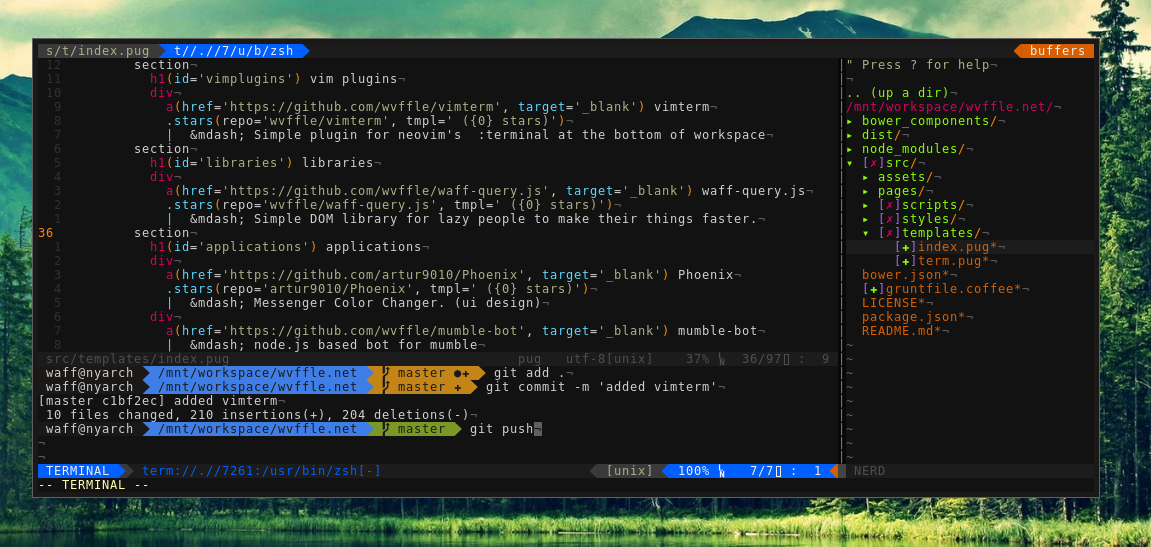 s/t/index.pug t//.//7/u/b/zsh buffers
12 section¬
11 h1(id='vimplugins') vim plugins¬
10 div¬
9 a(href='https://github.com/wvffle/vimterm', target='_blank') vimterm¬
8 .stars(repo='wvffle/vimterm', tmpl=' ({0} stars)')¬
7 | &mdash; Simple plugin for neovim's :terminal at the bottom of workspace¬
6 section¬
5 h1(id='libraries') libraries¬
4 div¬
3 a(href='https://github.com/wvffle/waff-query.js', target='_blank') waff-query.js¬
2 .stars(repo='wvffle/waff-query.js', tmpl=' ({0} stars)')¬
1 | &mdash; Simple DOM library for lazy people to make their things faster.¬
36 section¬
1 h1(id='applications') applications¬
2 div¬
3 a(href='https://github.com/artur9010/Phoenix', target='_blank') Phoenix¬
4 .stars(repo='artur9010/Phoenix', tmpl=' ({0} stars)')¬
5 | &mdash; Messenger Color Changer. (ui design)¬
6 div¬
7 a(href='https://github.com/wvffle/mumble-bot', target='_blank') mumble-bot¬
8 | &mdash; node.js based bot for mumble¬
src/templates/index.pug pug utf-8[unix] 37% 36/97 : 9
waff@nyarch /mnt/workspace/wvffle.net master ●+ git add .¬
waff@nyarch /mnt/workspace/wvffle.net master + git commit -m 'added vimterm'¬
[master c1bf2ec] added vimterm¬
10 files changed, 210 insertions(+), 204 deletions(-)¬
waff@nyarch /mnt/workspace/wvffle.net master git push¬
¬
¬
TERMINAL term://.//7261:/usr/bin/zsh[-] [unix] 100% 7/7 : 1
-- TERMINAL --
" Press ? for help¬
¬
.. (up a dir)¬
/mnt/workspace/wvffle.net/¬
▸ bower_components/¬
▸ dist/¬
▸ node_modules/¬
▾ [✗]src/¬
▸ assets/¬
▸ pages/¬
▸ [✗]scripts/¬
▸ [✗]styles/¬
▾ [✗]templates/¬
[✚]index.pug*¬
[✚]term.pug*¬
bower.json*¬
[✚]gruntfile.coffee*¬
LICENSE*¬
package.json*¬
README.md*¬
~
~
~
~
~
~
~
~
~
NERD